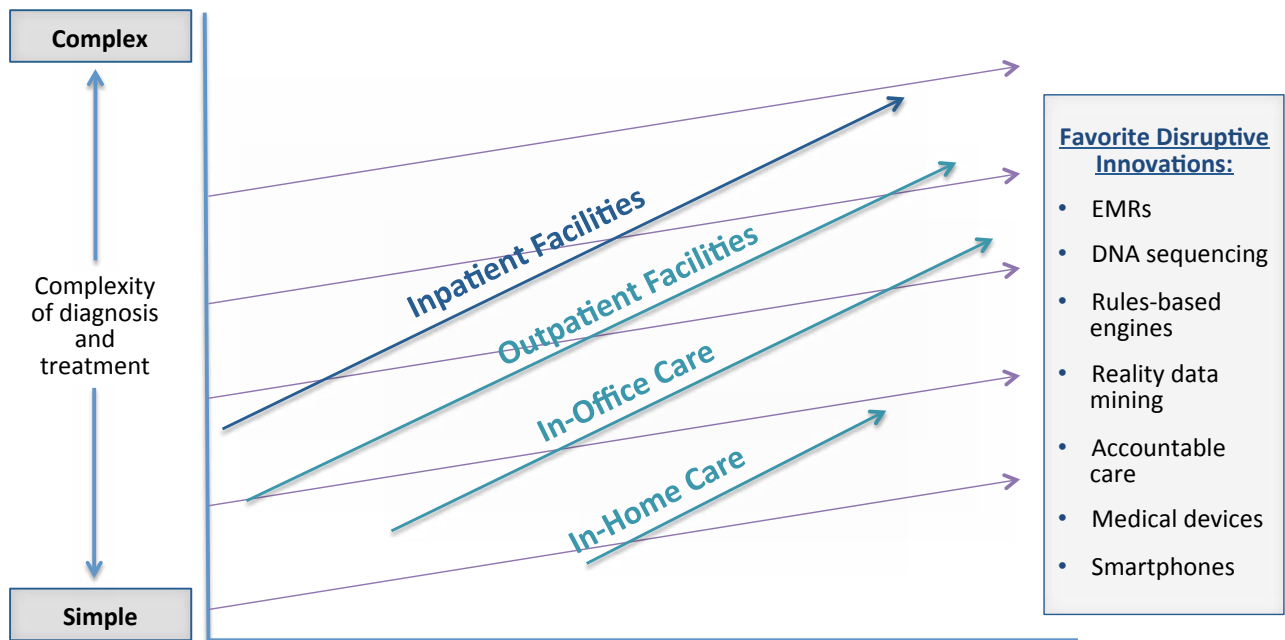 Complex
Complexity
of diagnosis
and
treatment
Simple
Inpatient Facilities
Outpatient Facilities
In-Office Care
In-Home Care
Favorite Disruptive
Innovations:
• EMRs
• DNA sequencing
• Rules-based
engines
• Reality data
mining
• Accountable
care
• Medical devices
• Smartphones